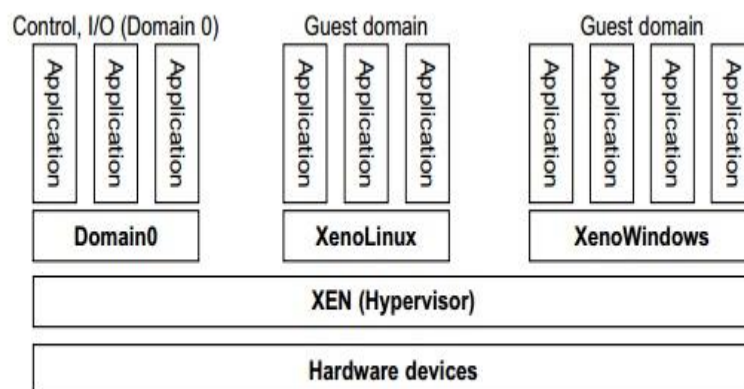 Control, I/O (Domain 0)
Guest domain
Guest domain
Application
Application
Application
Application
Application
Application
Application
Application
Application
Application
Domain0
XenoLinux
XenoWindows
XEN (Hypervisor)
Hardware devices